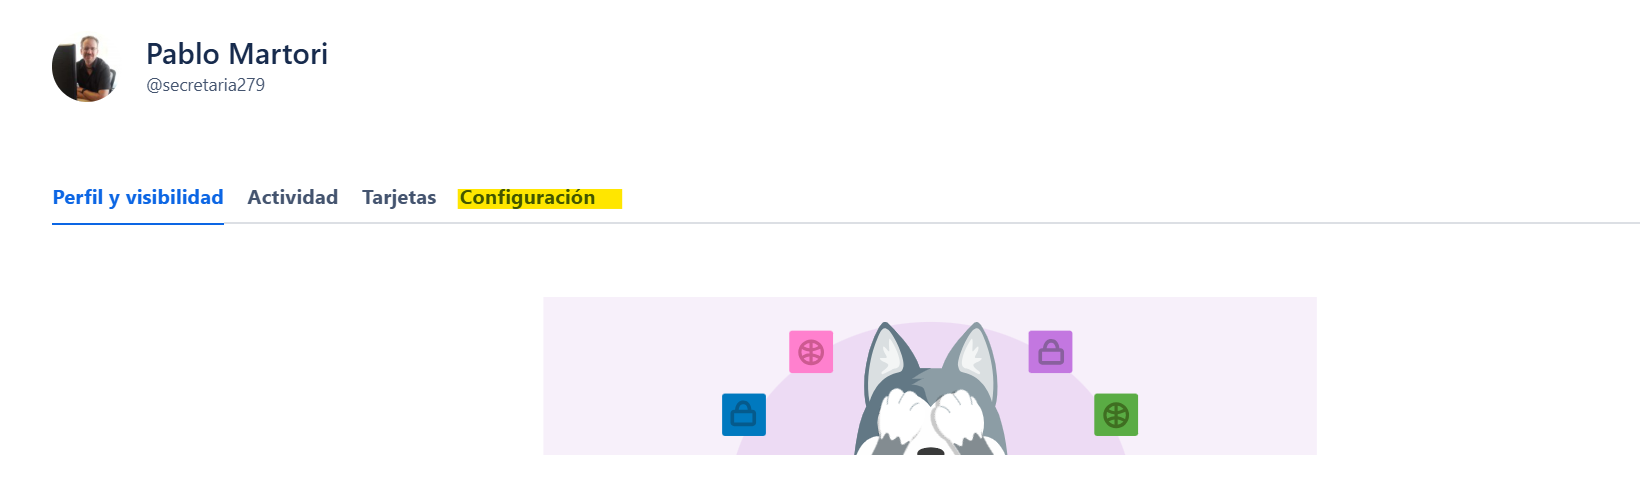 Pablo Martori
@secretaria279
Perfil y visibilidad Actividad Tarjetas Configuración